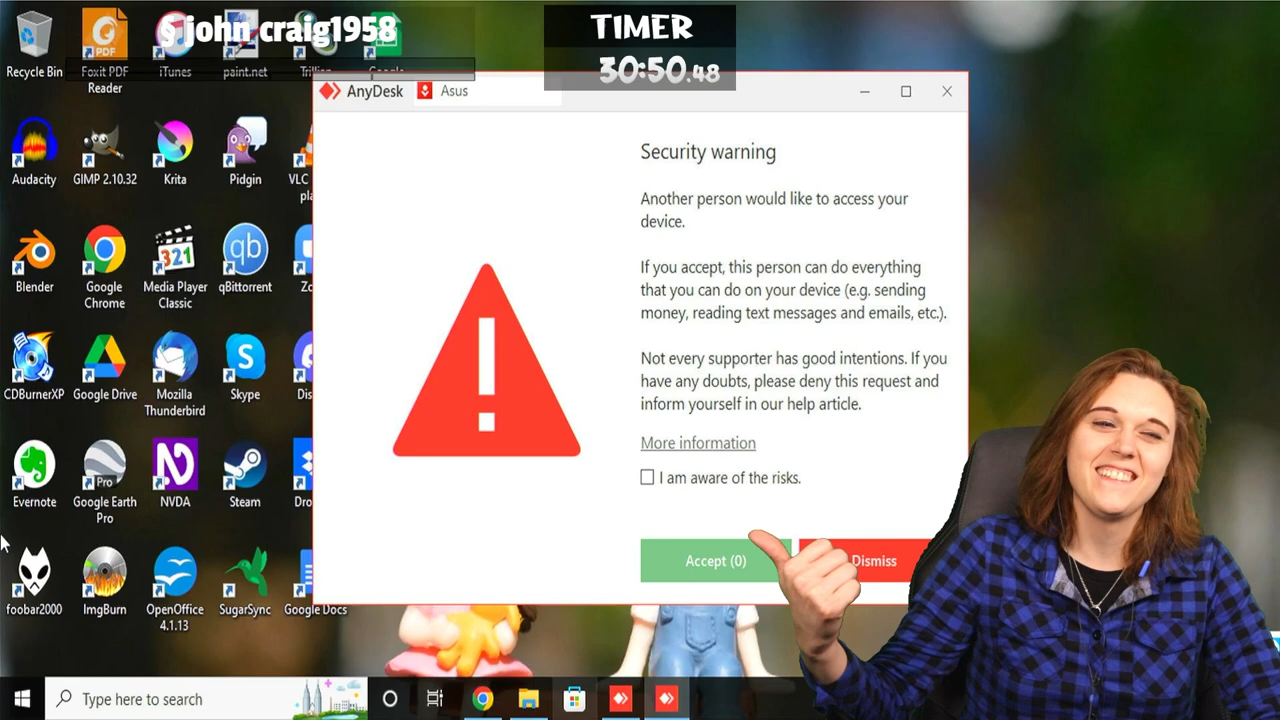 john craig1958
TIMER
30:50.48
Recycle Bin
Foxit PDF
Reader
iTunes
paint.net
Google
AnyDesk
Asus
Audacity
GIMP 2.10.32
Krita
Pidgin
VLC
Security warning
Another person would like to access your
device.
If you accept, this person can do everything
that you can do on your device (e.g. sending
money, reading text messages and emails, etc.).
Not every supporter has good intentions. If you
have any doubts, please deny this request and
inform yourself in our help article.
More information
I am aware of the risks.
Accept (0)
Dismiss
Blender
Google
Chrome
321
Media Player
Classic
qb
qBittorrent
CDBurnerXP
Google Drive
Mozilla
Thunderbird
Skype
Evernote
Pro
Google Earth
Pro
NVDA
Steam
foobar2000
ImgBurn
OpenOffice
4.1.13
SugarSync
Google Docs
Type here to search